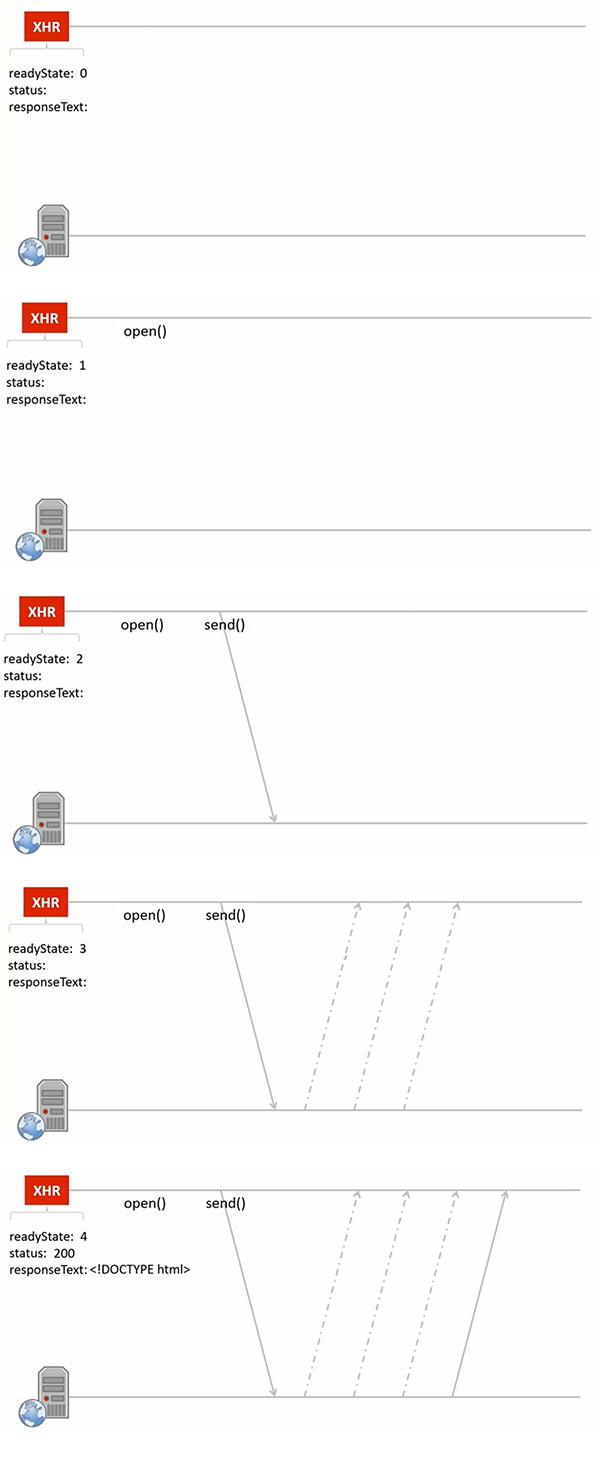 XHR
readyState: 0
status:
responseText:
XHR
open()
readyState: 1
status:
responseText:
XHR
open() send()
readyState: 2
status:
responseText:
XHR
open() send()
readyState: 3
status:
responseText:
XHR
open() send()
readyState: 4
status: 200
responseText: <!DOCTYPE html>